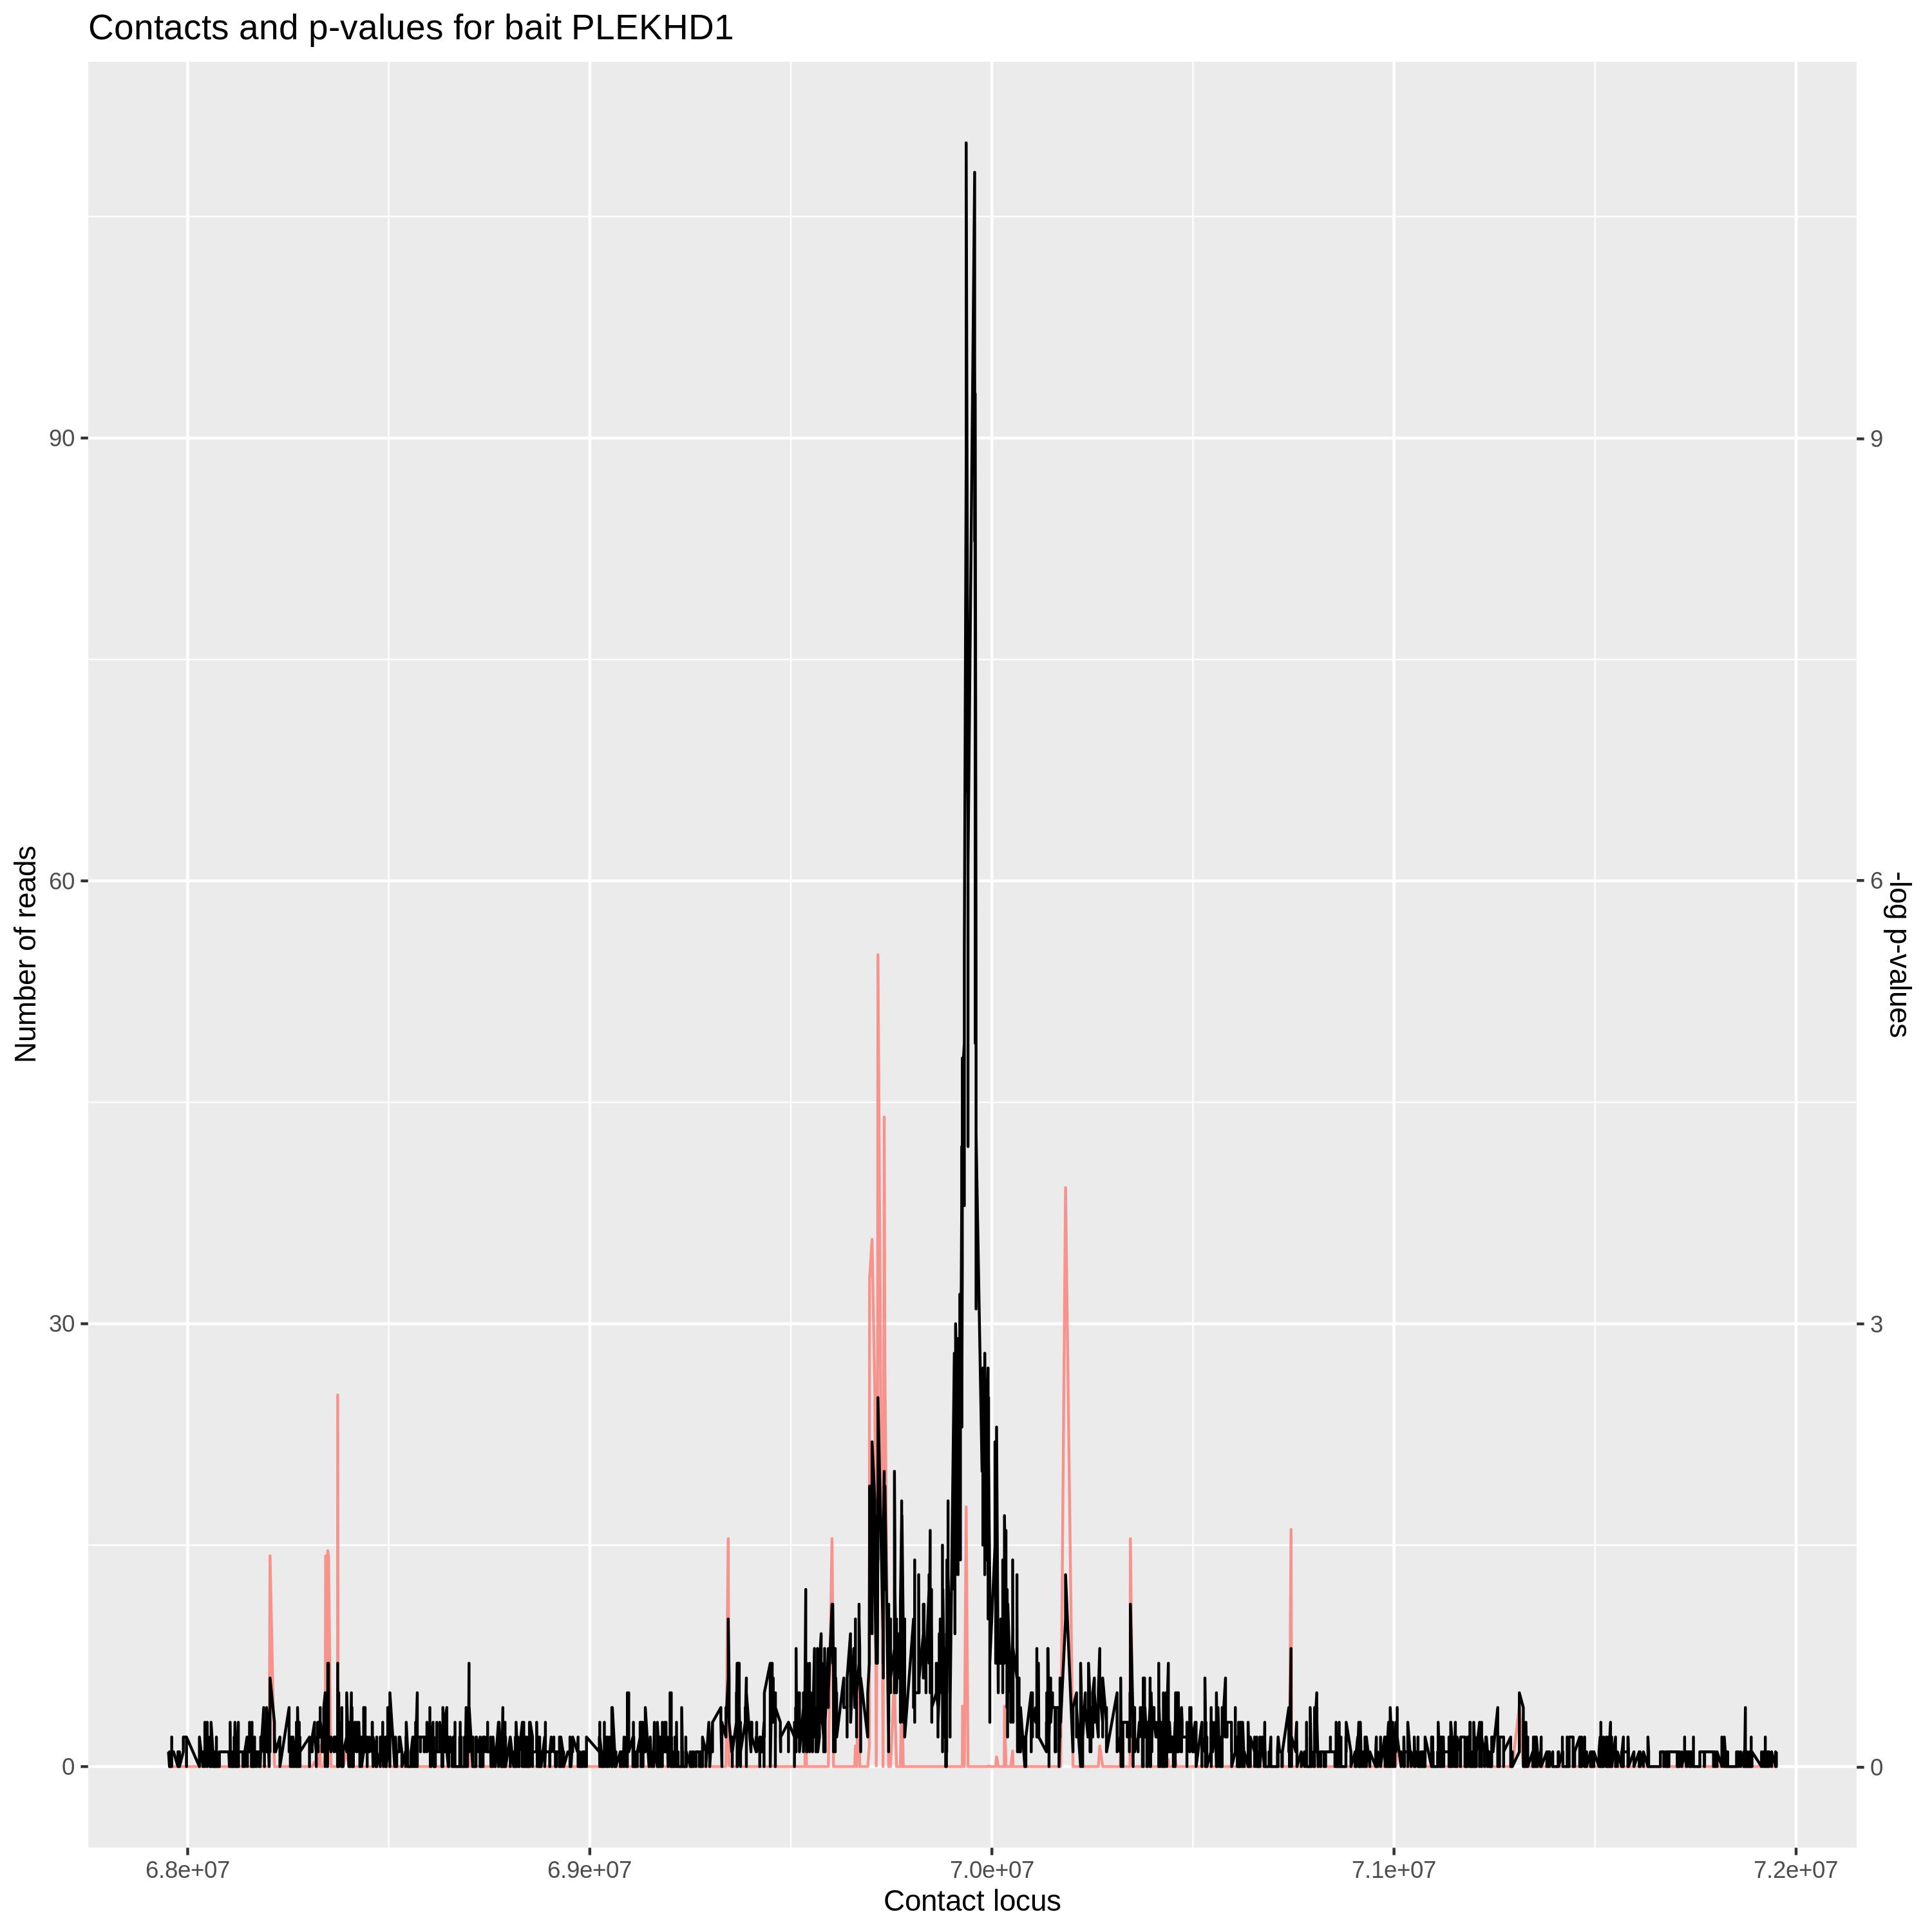 Contacts and p-values for bait PLEKHD1
Number of reads
90
60
30
0
9
6
3
0
-log p-values
6.8e+07 6.9e+07 7.0e+07 7.1e+07 7.2e+07
Contact locus